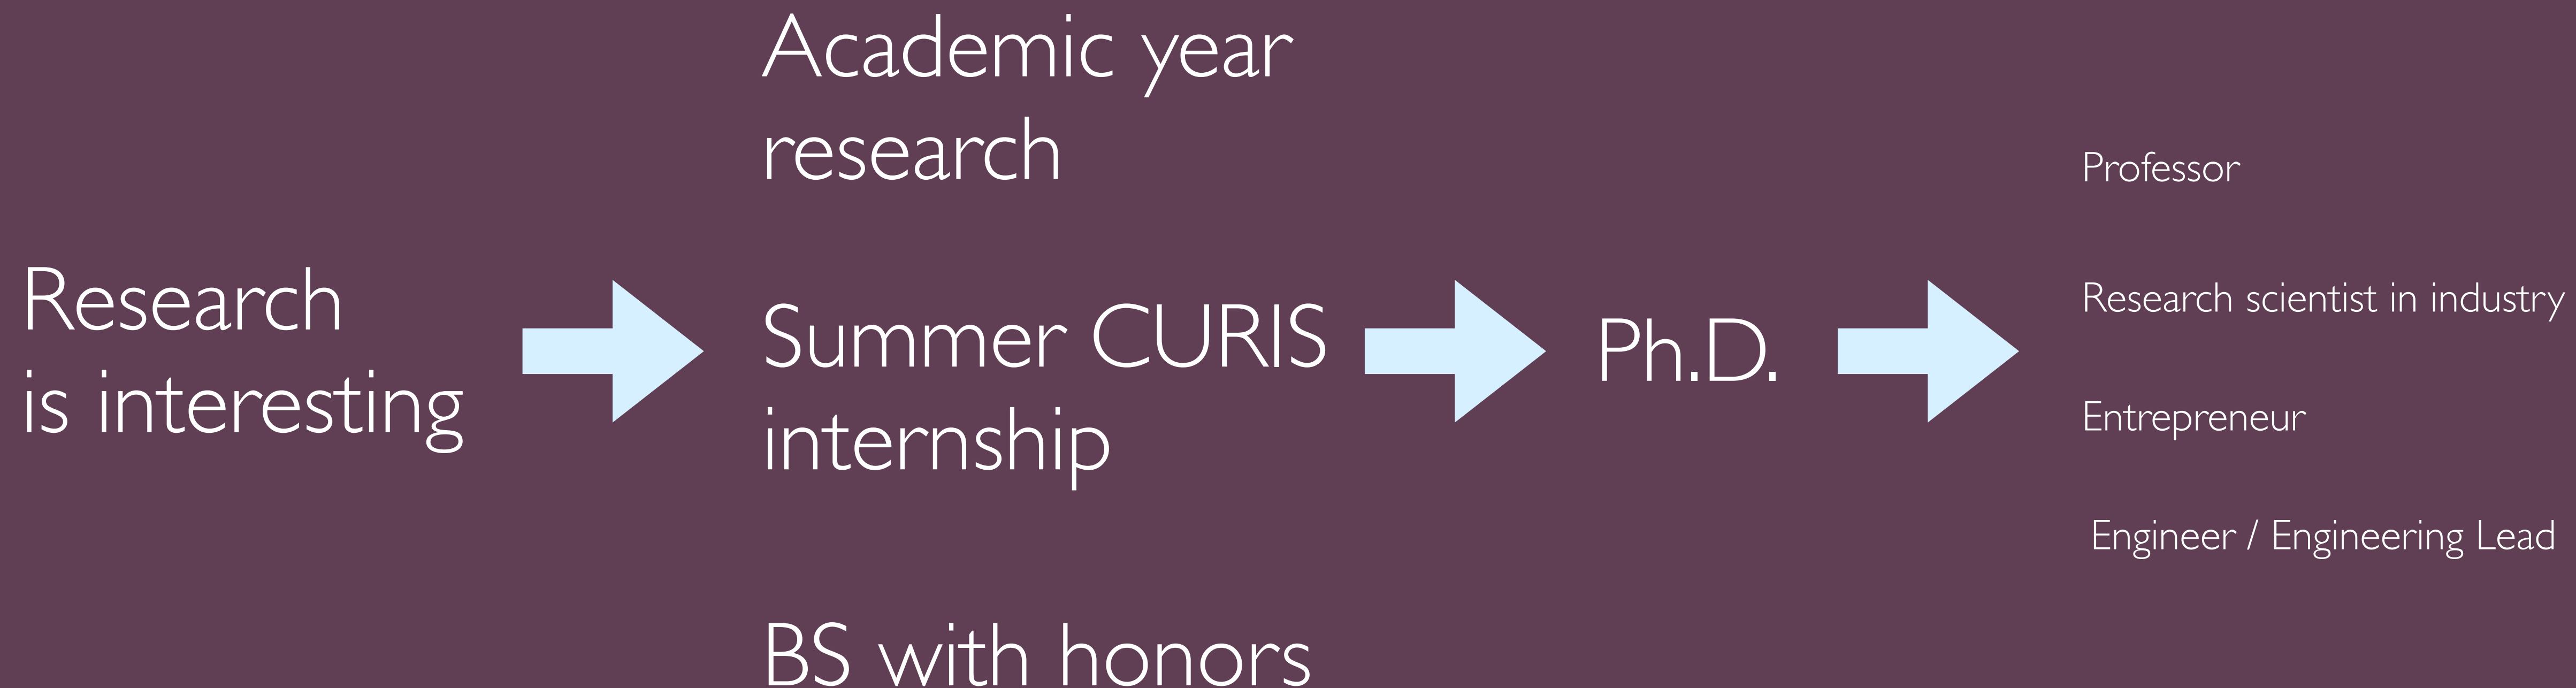 Research
is interesting
Academic year
research
Summer CURIS
internship
BS with honors
Ph.D.
Professor
Research scientist in industry
Entrepreneur
Engineer / Engineering Lead